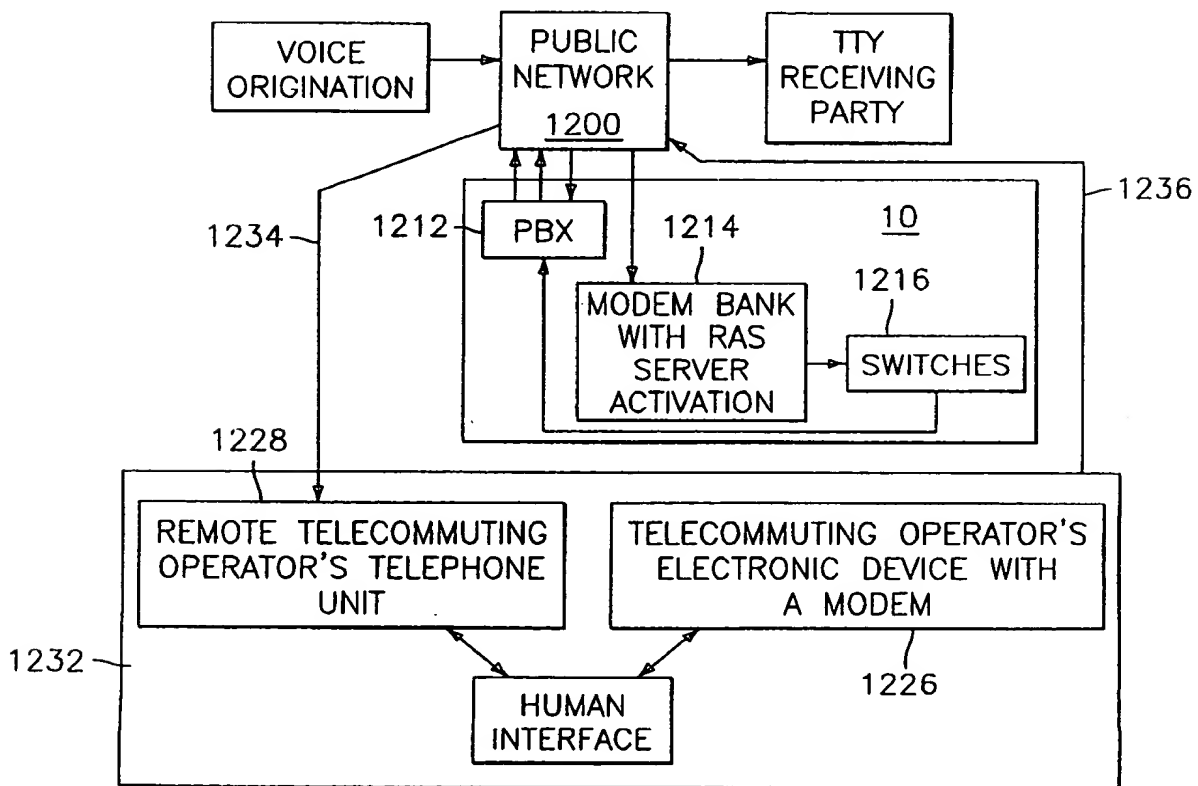 VOICE
ORIGINATION
PUBLIC
NETWORK
1200
TTY
RECEIVING
PARTY
1236
1234
1212
PBX
10
1214
1216
MODEM BANK
WITH RAS
SERVER
ACTIVATION
SWITCHES
1228
REMOTE TELECOMMUTING
OPERATOR'S TELEPHONE
UNIT
TELECOMMUTING OPERATOR'S
ELECTRONIC DEVICE WITH
A MODEM
1232
1226
HUMAN
INTERFACE